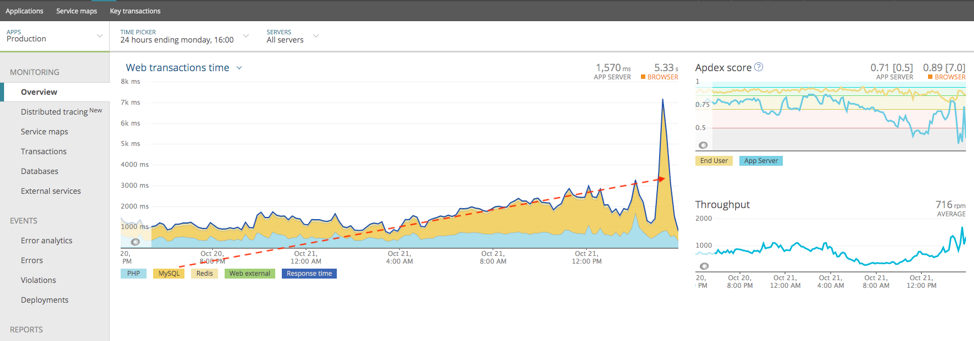 Applications Service maps Key transactions
APPS
Production
TIME PICKER
24 hours ending monday, 16:00
SERVERS
All servers
MONITORING
Overview
Distributed tracing New
Service maps
Transactions
Databases
External services
EVENTS
Error analytics
Errors
Violations
Deployments
REPORTS
Web transactions time
1,570 ms
APP SERVER
5.33 s
BROWSER
8k ms
7k ms
6k ms
5k ms
4000 ms
3000 ms
2000 ms
1000 ms
20,
PM
Oct 20,
8:00 PM
Oct 21,
12:00 AM
Oct 21,
4:00 AM
Oct 21,
8:00 AM
Oct 21,
12:00 PM
PHP MySQL Redis Web external Response time
Apdex score ?
0.71 [0.5]
APP SERVER
0.89 [7.0]
BROWSER
1
0.75
0.5
End User App Server
Throughput
716 rpm
AVERAGE
2000
1000
20,
PM
Oct 20,
8:00 PM
Oct 21,
12:00 AM
Oct 21,
4:00 AM
Oct 21,
8:00 AM
Oct 21,
12:00 PM